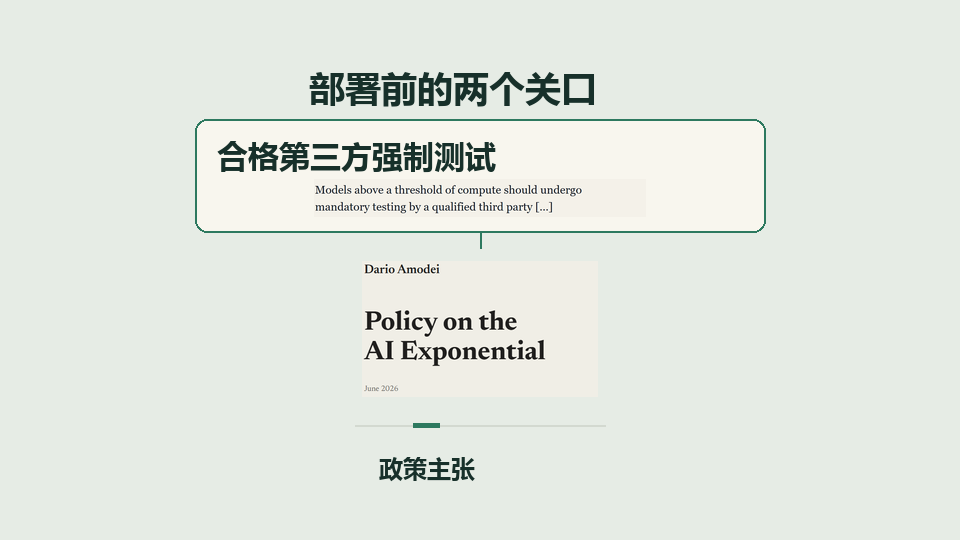 部署前的两个关口
合格第三方强制测试
Models above a threshold of compute should undergo
mandatory testing by a qualified third party [...]
Dario Amodei
Policy on the
AI Exponential
June 2026
政策主张